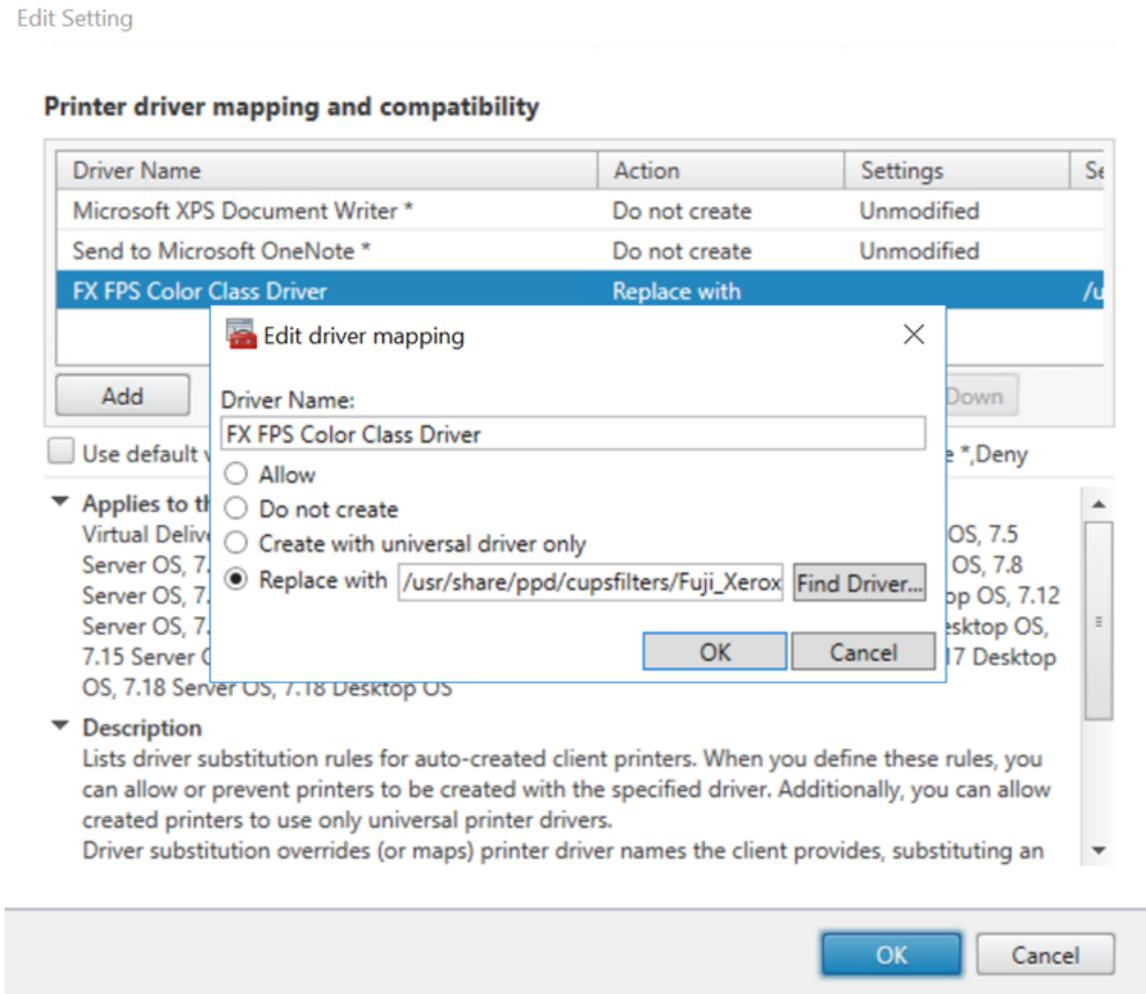 Edit Setting
Printer driver mapping and compatibility
Driver Name Action Settings Se
Microsoft XPS Document Writer * Do not create Unmodified
Send to Microsoft OneNote * Do not create Unmodified
FX FPS Color Class Driver Replace with /u
Edit driver mapping
Add
Down
Driver Name:
FX FPS Color Class Driver
Use default
e *,Deny
Allow
Do not create
Create with universal driver only
Replace with /usr/share/ppd/cupsfilters/Fuji_Xerox Find Driver...
OK Cancel
Applies to th
Virtual Delive OS, 7.5
Server OS, 7. OS, 7.8
Server OS, 7. op OS, 7.12
Server OS, 7. esktop OS,
7.15 Server 17 Desktop
OS, 7.18 Server OS, 7.18 Desktop OS
Description
Lists driver substitution rules for auto-created client printers. When you define these rules, you
can allow or prevent printers to be created with the specified driver. Additionally, you can allow
created printers to use only universal printer drivers.
Driver substitution overrides (or maps) printer driver names the client provides, substituting an
OK Cancel